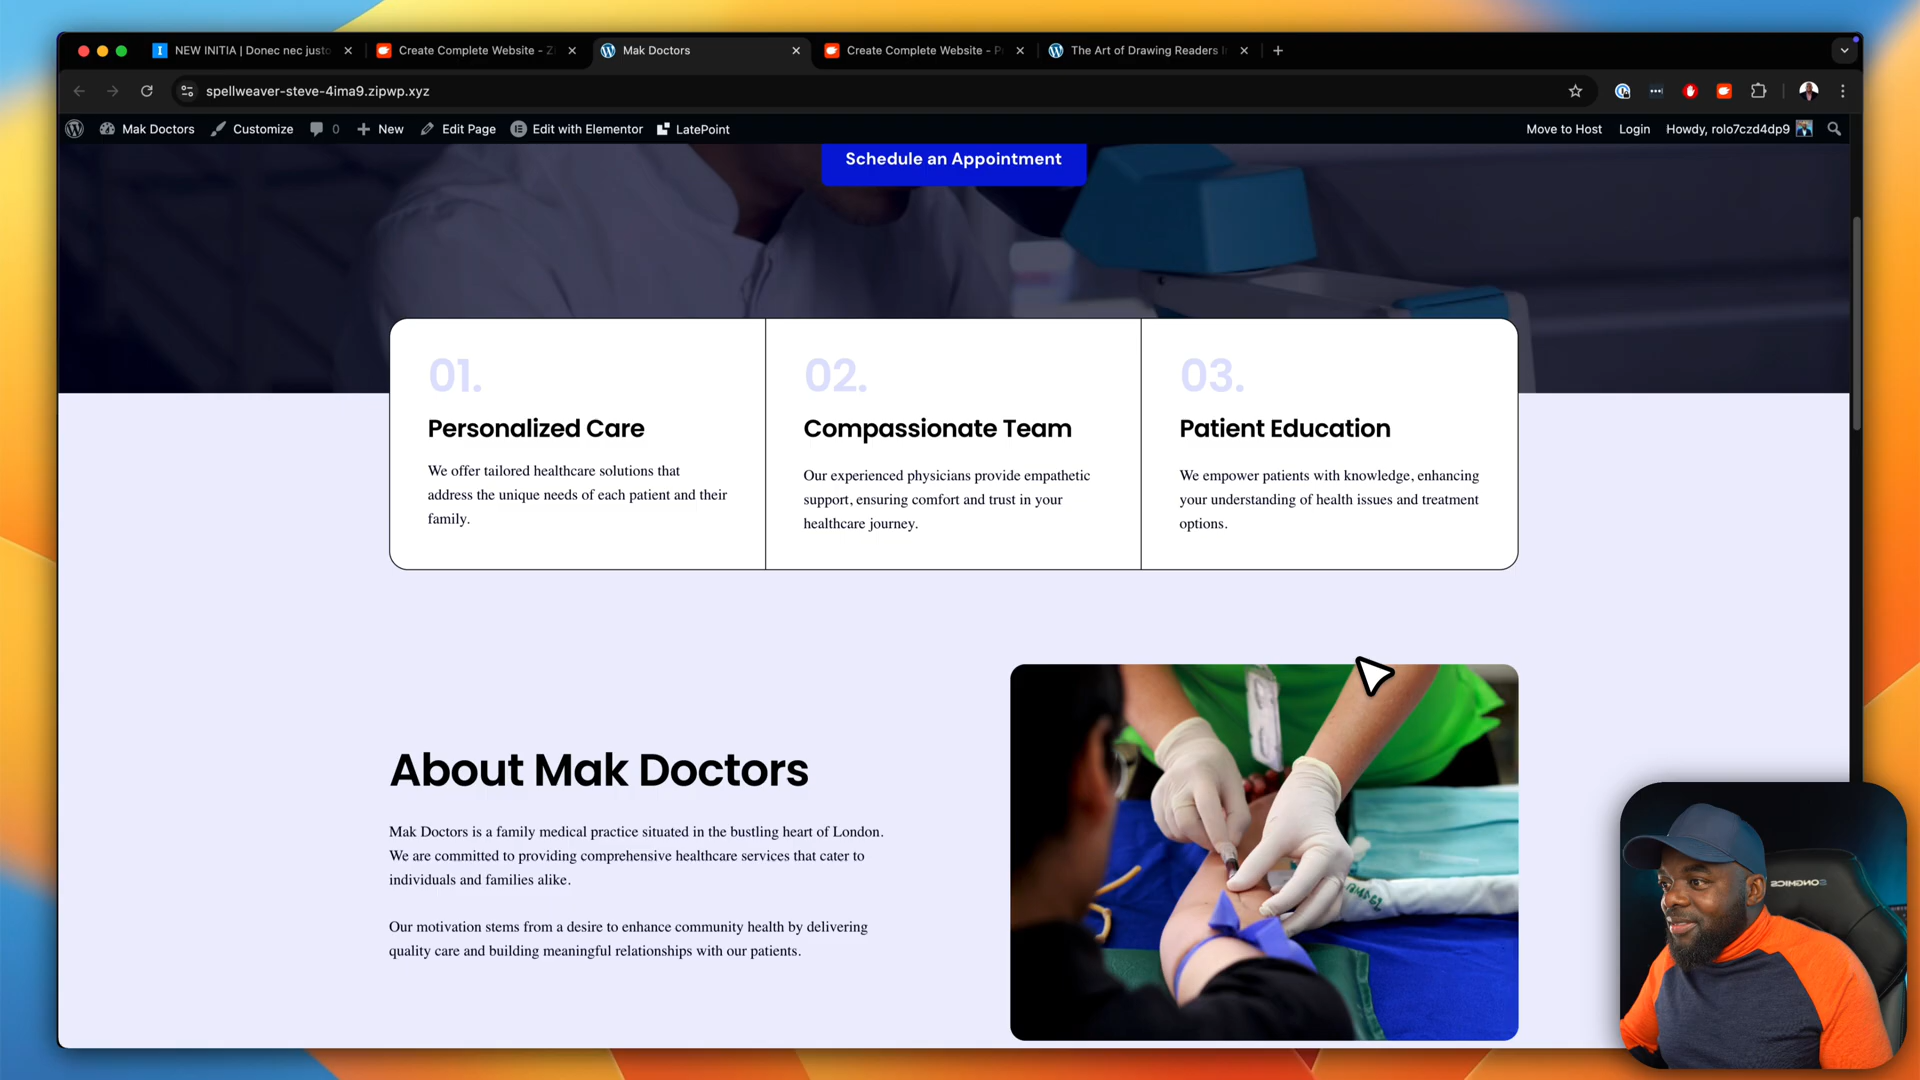 NEW INITIA | Donec nec justo
Create Complete Website - Z
Mak Doctors
Create Complete Website - P
The Art of Drawing Readers I
spellweaver-steve-4ima9.zipwp.xyz
Mak Doctors
Customize
0
New
Edit Page
Edit with Elementor
LatePoint
Move to Host
Login
Howdy, rolo7czd4dp9
Schedule an Appointment
01.
Personalized Care
We offer tailored healthcare solutions that
address the unique needs of each patient and their
family.
02.
Compassionate Team
Our experienced physicians provide empathetic
support, ensuring comfort and trust in your
healthcare journey.
03.
Patient Education
We empower patients with knowledge, enhancing
your understanding of health issues and treatment
options.
About Mak Doctors
Mak Doctors is a family medical practice situated in the bustling heart of London.
We are committed to providing comprehensive healthcare services that cater to
individuals and families alike.
Our motivation stems from a desire to enhance community health by delivering
quality care and building meaningful relationships with our patients.